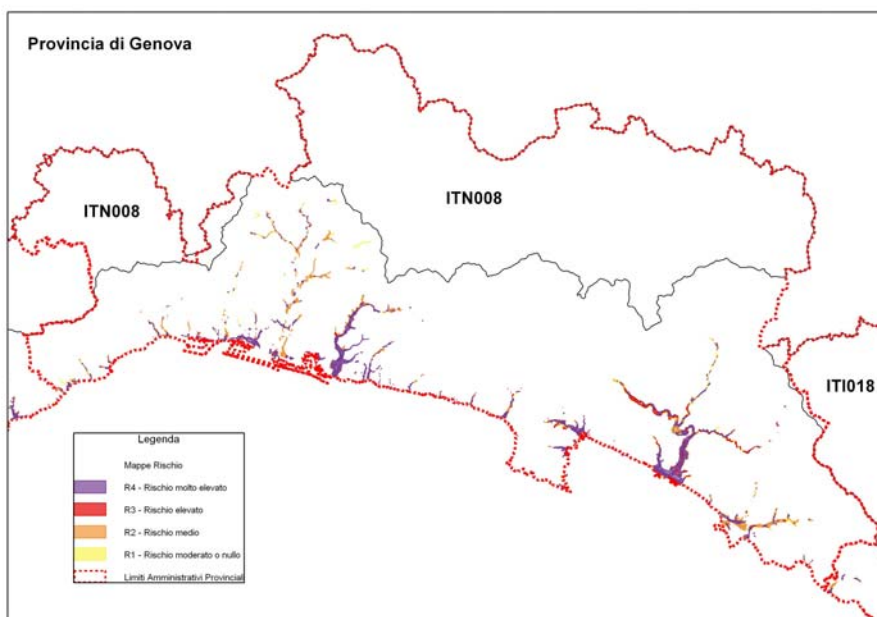 Provincia di Genova
ITN008
ITN008
ITI018
Legenda
Mappe Rischio
R4 - Rischio molto elevato
R3 - Rischio elevato
R2 - Rischio medio
R1 - Rischio moderato o nullo
Limiti Amministrativi Provinciali